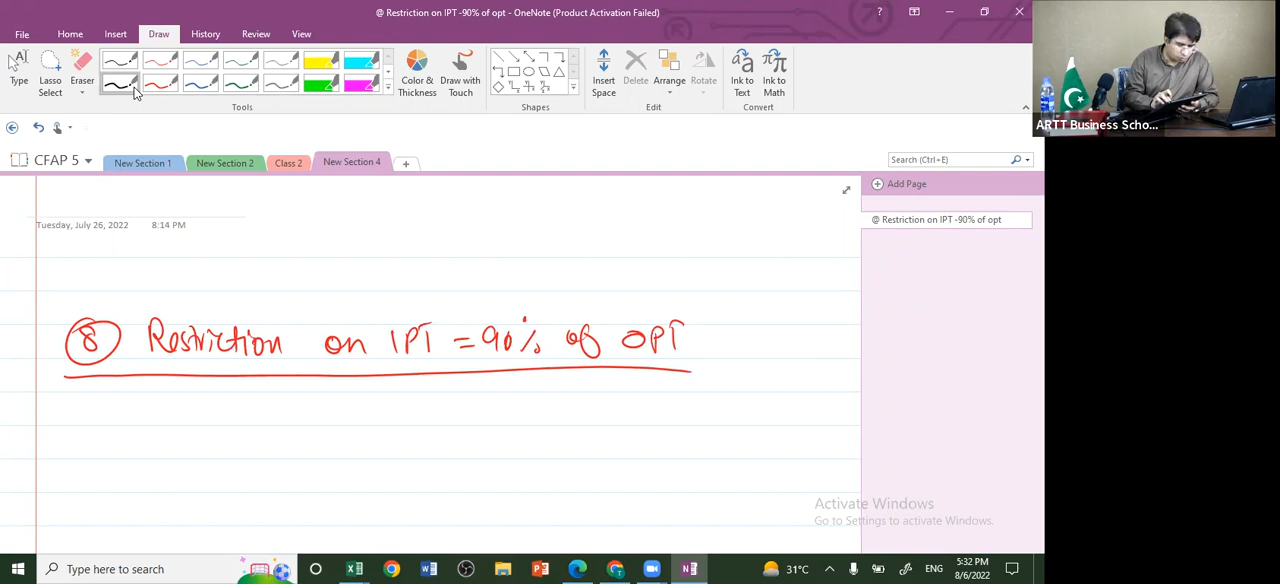 @ Restriction on IPT -90% of opt - OneNote (Product Activation Failed)
?
File Home Insert Draw History Review View
Type
Lasso Select
Eraser
Color & Thickness
Draw with Touch
Insert Space
Delete
Arrange
Rotate
Ink to Text
Ink to Math
Tools
Shapes
Edit
Convert
CFAP 5
New Section 1
New Section 2
Class 2
New Section 4
Search (Ctrl+E)
Add Page
@ Restriction on IPT -90% of opt
Tuesday, July 26, 2022 8:14 PM
8 Restriction on IPT = 90% of OPT
Activate Windows
Go to Settings to activate Windows.
ARTT Business Scho...
Type here to search
31°C
ENG
5:32 PM
8/6/2022